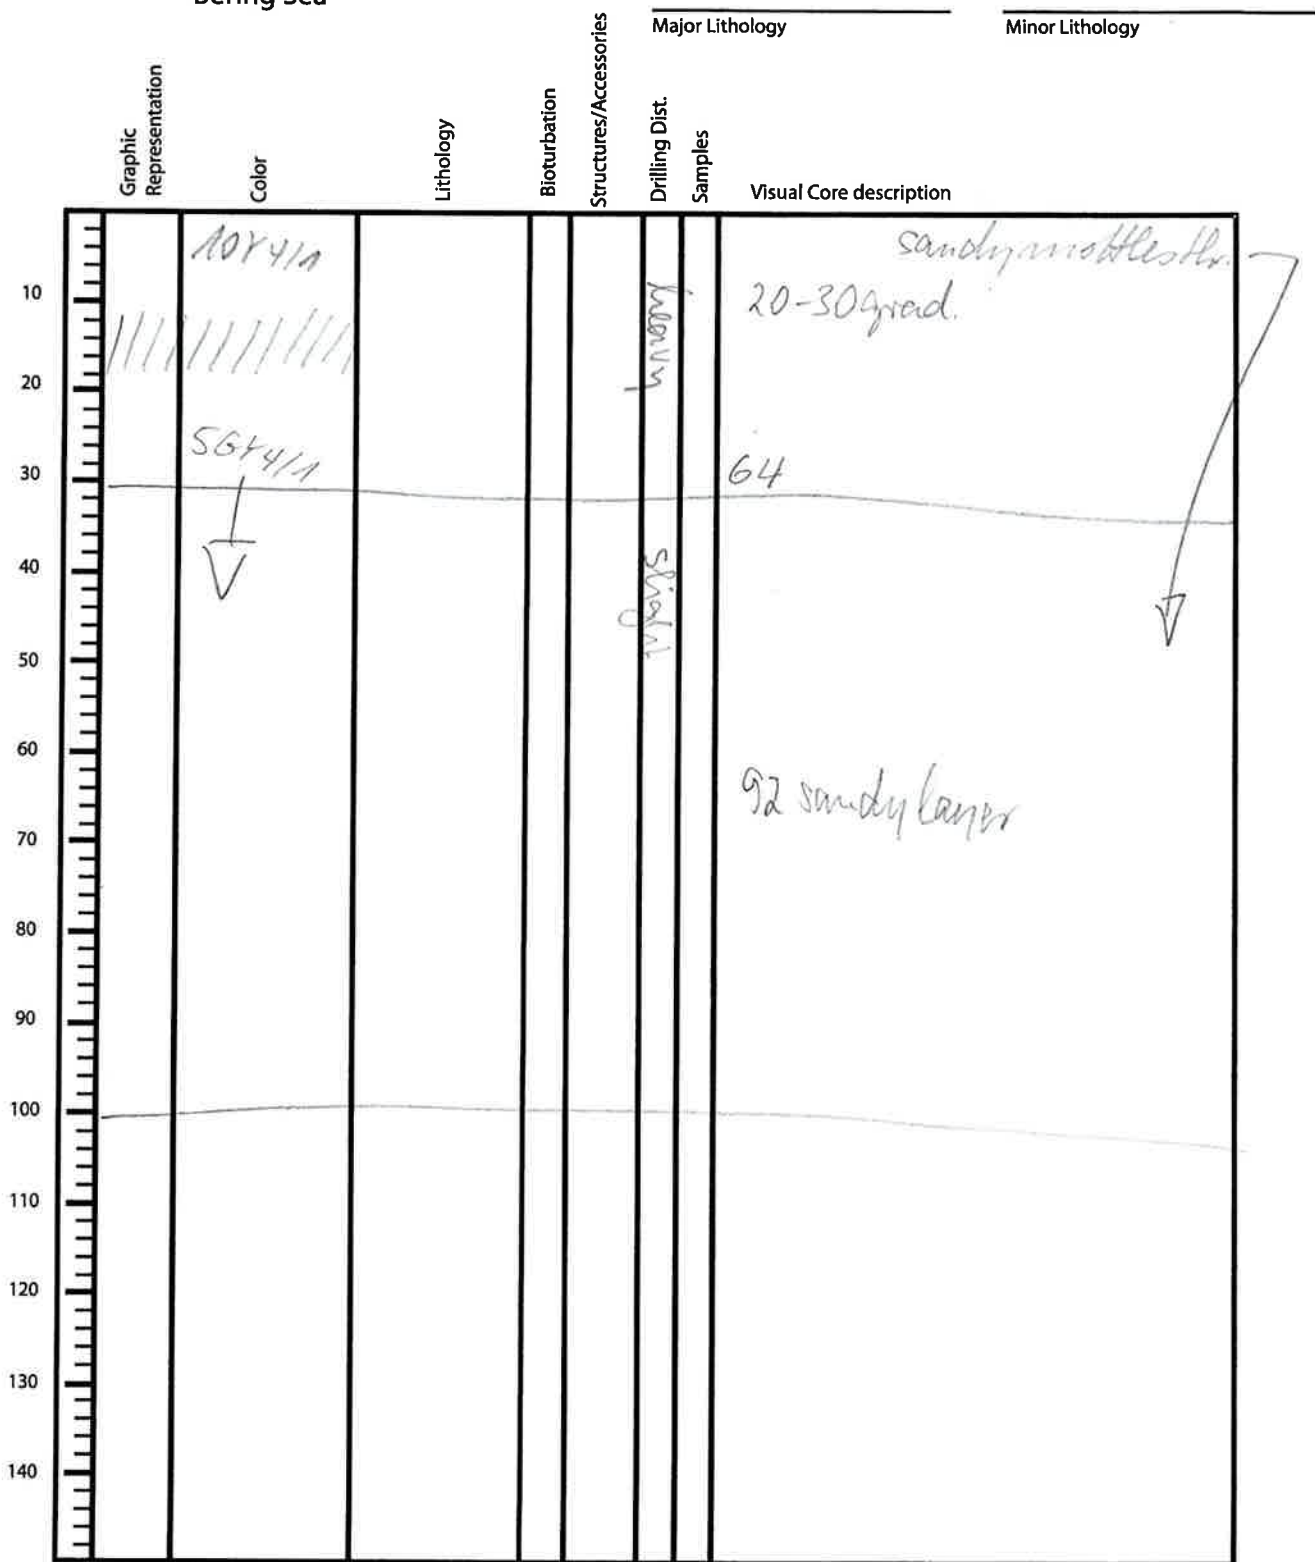 Bering Sea
Major Lithology
Minor Lithology
Graphic Representation
Color
Lithology
Bioturbation
Structures/Accessories
Drilling Dist.
Samples
Visual Core description
10Y4/1
sandy mottles thr.
10
heavy
20-30 grad.
20
5GY4/1
30
64
40
slight
50
60
92 sandy layer
70
80
90
100
110
120
130
140